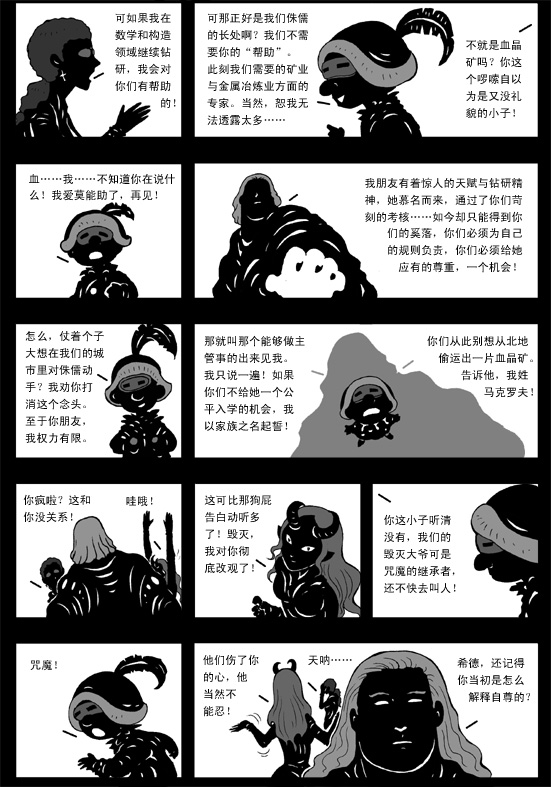 可如果我在
数学和构造
领域继续钻
研，我会对
你们有帮助
的！
可那正好是我们侏儒
的长处啊？我们不需
要你的“帮助”。
此刻我们需要的矿业
与金属冶炼业方面的
专家。当然，恕我无
法透露太多……
不就是血晶
矿吗？你这
个啰嗦自以
为是又没礼
貌的小子！
血……我……不知道你在说什
么！我爱莫能助了，再见！
我朋友有着惊人的天赋与钻研精
神，她慕名而来，通过了你们苛
刻的考核……如今却只能得到你
们的奚落，你们必须为自己
的规则负责，你们必须给她
应有的尊重，一个机会！
怎么，仗着个子
大想在我们的城
市里对侏儒动
手？我劝你打
消这个念头。
至于你朋友，
我权力有限。
那就叫那个能够做主
管事的出来见我。
我只说一遍！如果
你们不给她一个公
平入学的机会，我
以家族之名起誓！
你们从此别想从北地
偷运出一片血晶矿。
告诉他，我姓
马克罗夫！
你疯啦？这和
你没关系！
哇哦！
这可比那狗屁
告白动听多
了！毁灭，
我对你彻
底改观了！
你这小子听清
没有，我们的
毁灭大爷可是
咒魔的继承者，
还不快去叫人！
咒魔！
他们伤了你
的心，他
当然不
能忍！
天呐……
希德，还记得
你当初是怎么
解释自尊的？